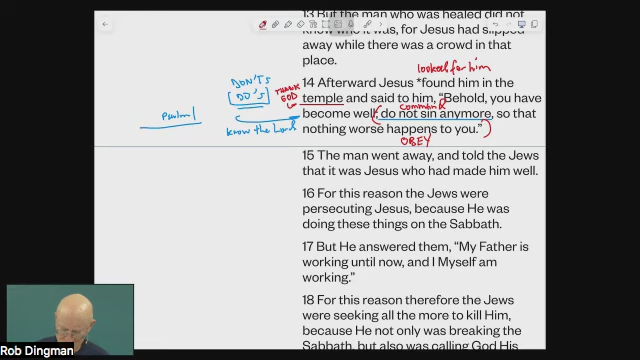 13 But the man who was healed did not
know who it was, for Jesus had slipped
away while there was a crowd in that
place.
looked for him
14 Afterward Jesus *found him in the
temple and said to him, "Behold, you have
become well; do not sin anymore, so that
nothing worse happens to you."
command
OBEY
DON'TS
DO'S
THANK
GOD
know the Lord
Psalm 1
15 The man went away, and told the Jews
that it was Jesus who had made him well.
16 For this reason the Jews were
persecuting Jesus, because He was
doing these things on the Sabbath.
17 But He answered them, "My Father is
working until now, and I Myself am
working."
18 For this reason therefore the Jews
were seeking all the more to kill Him,
because He not only was breaking the
Sabbath, but also was calling God His
Rob Dingman